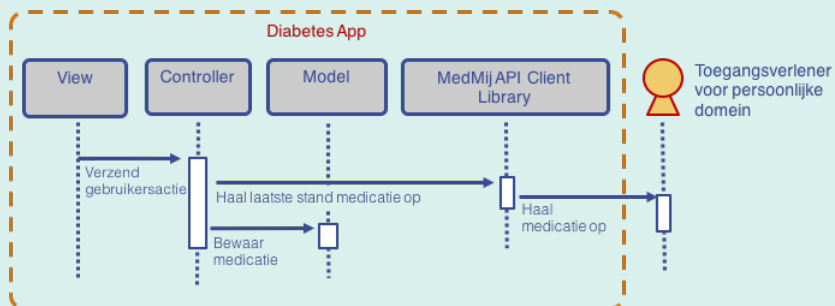 Diabetes App
View
Controller
Model
MedMij API Client
Library
Toegangsverlener
voor persoonlijke
domein
Verzend
gebruikersactie
Haal laatste stand medicatie op
Haal
medicatie op
Bewaar
medicatie